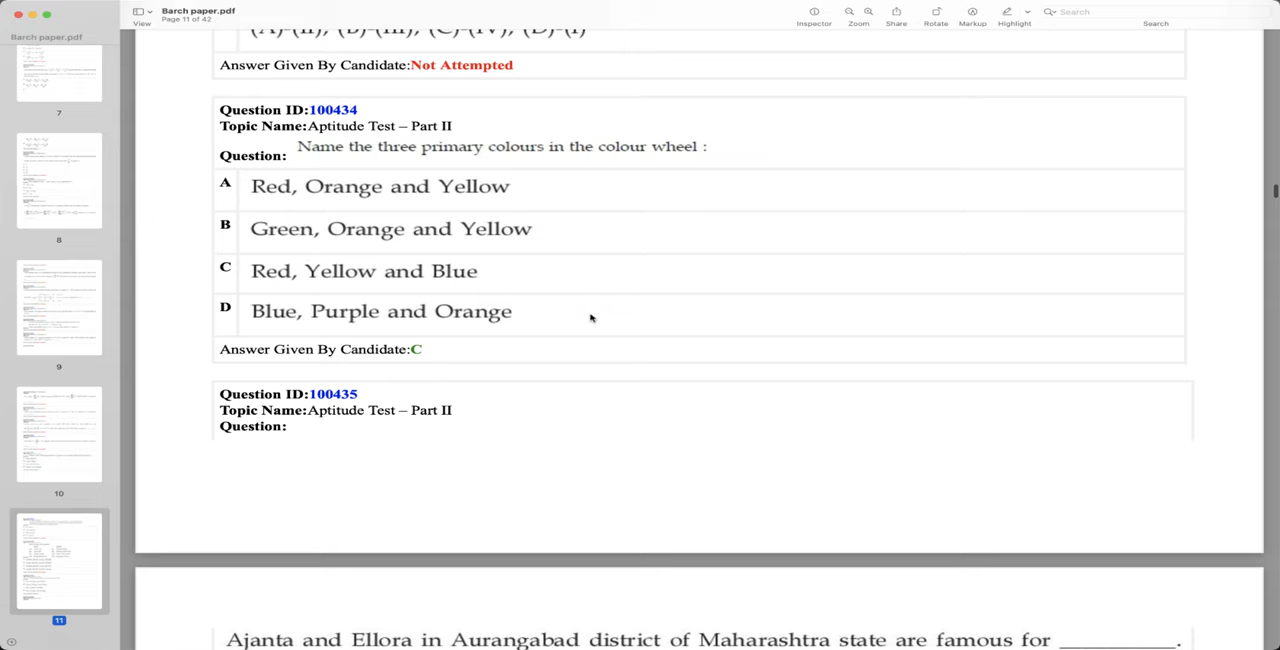 Barch paper.pdf
Page 11 of 42
View
Inspector
Zoom
Share
Rotate
Markup
Highlight
Search
Search
Barch paper.pdf
7
8
9
10
11
Answer Given By Candidate:Not Attempted
Question ID:100434
Topic Name:Aptitude Test – Part II
Question: Name the three primary colours in the colour wheel :
A Red, Orange and Yellow
B Green, Orange and Yellow
C Red, Yellow and Blue
D Blue, Purple and Orange
Answer Given By Candidate:C
Question ID:100435
Topic Name:Aptitude Test – Part II
Question:
Ajanta and Ellora in Aurangabad district of Maharashtra state are famous for ___________.